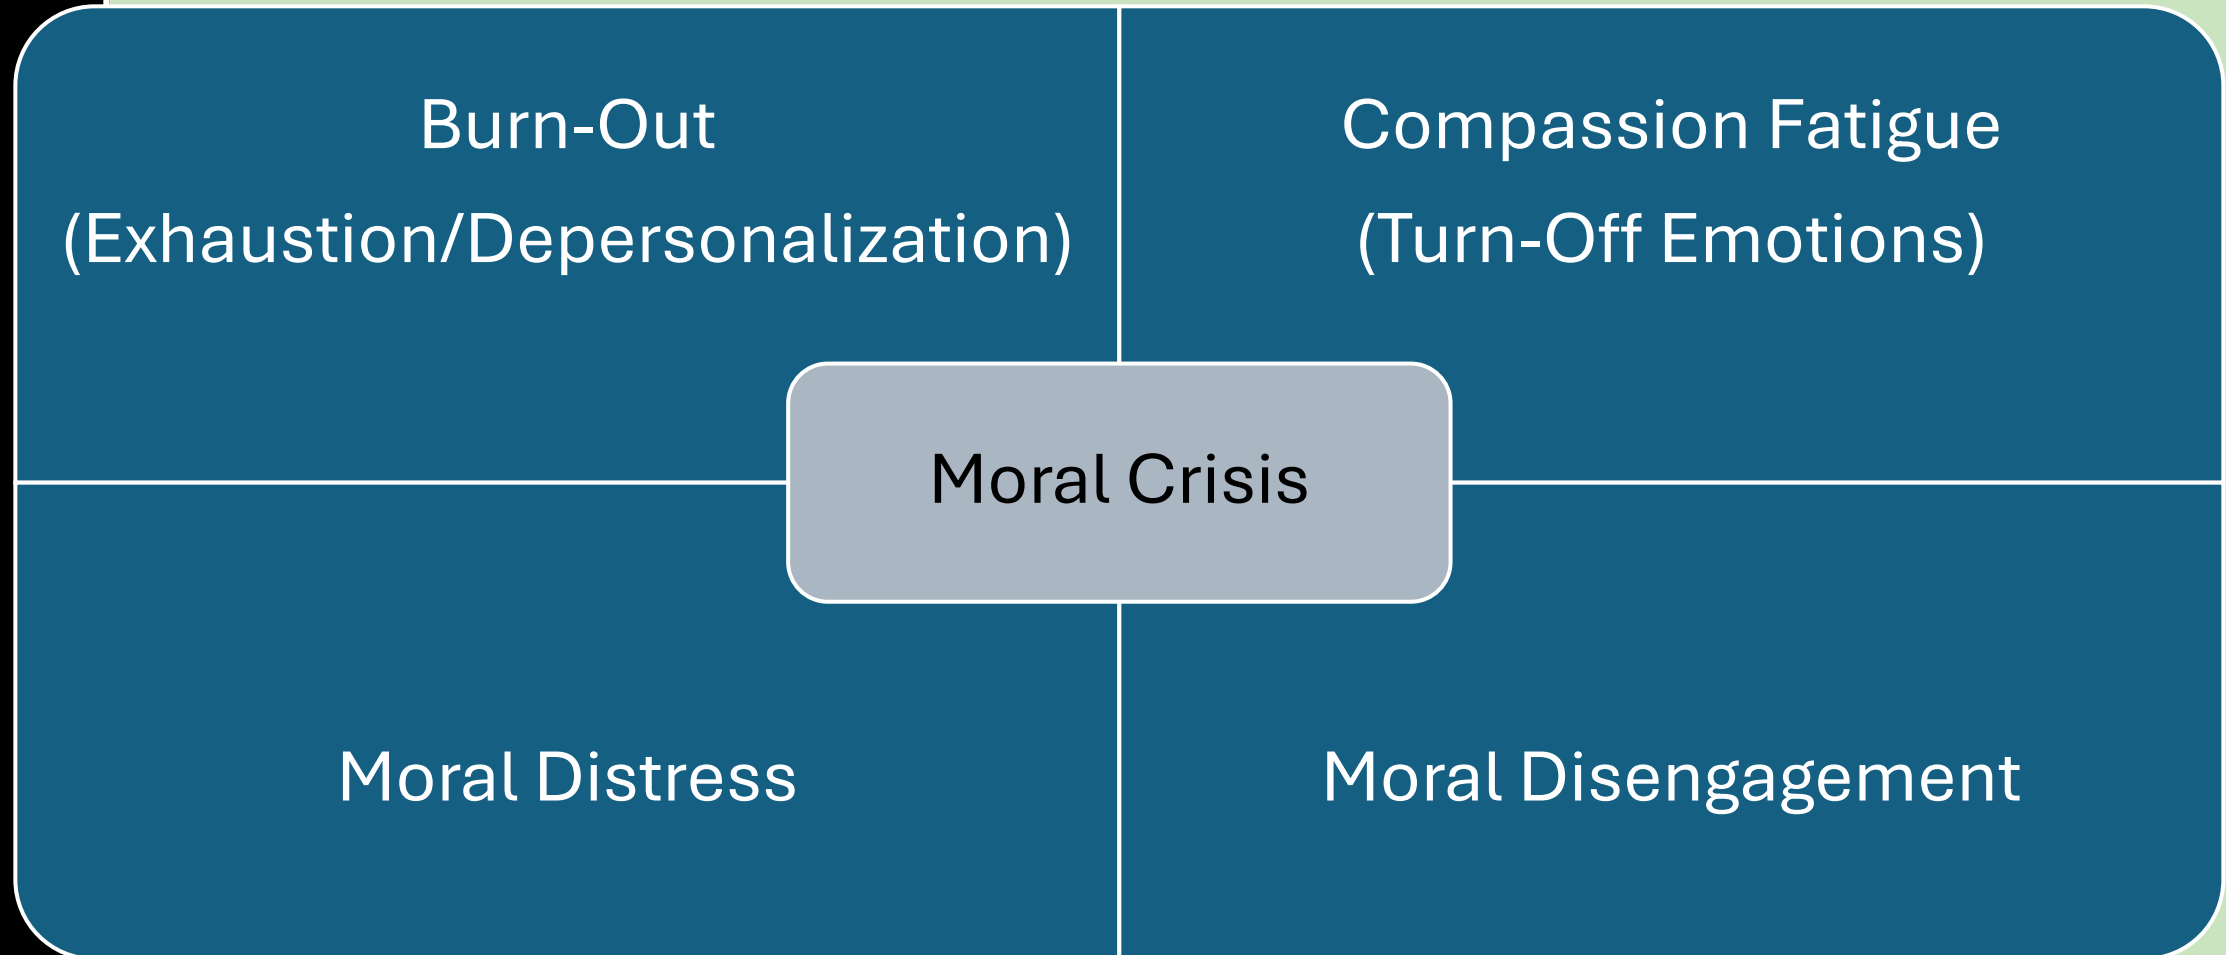 Burn-Out
(Exhaustion/Depersonalization)
Compassion Fatigue
(Turn-Off Emotions)
Moral Crisis
Moral Distress
Moral Disengagement